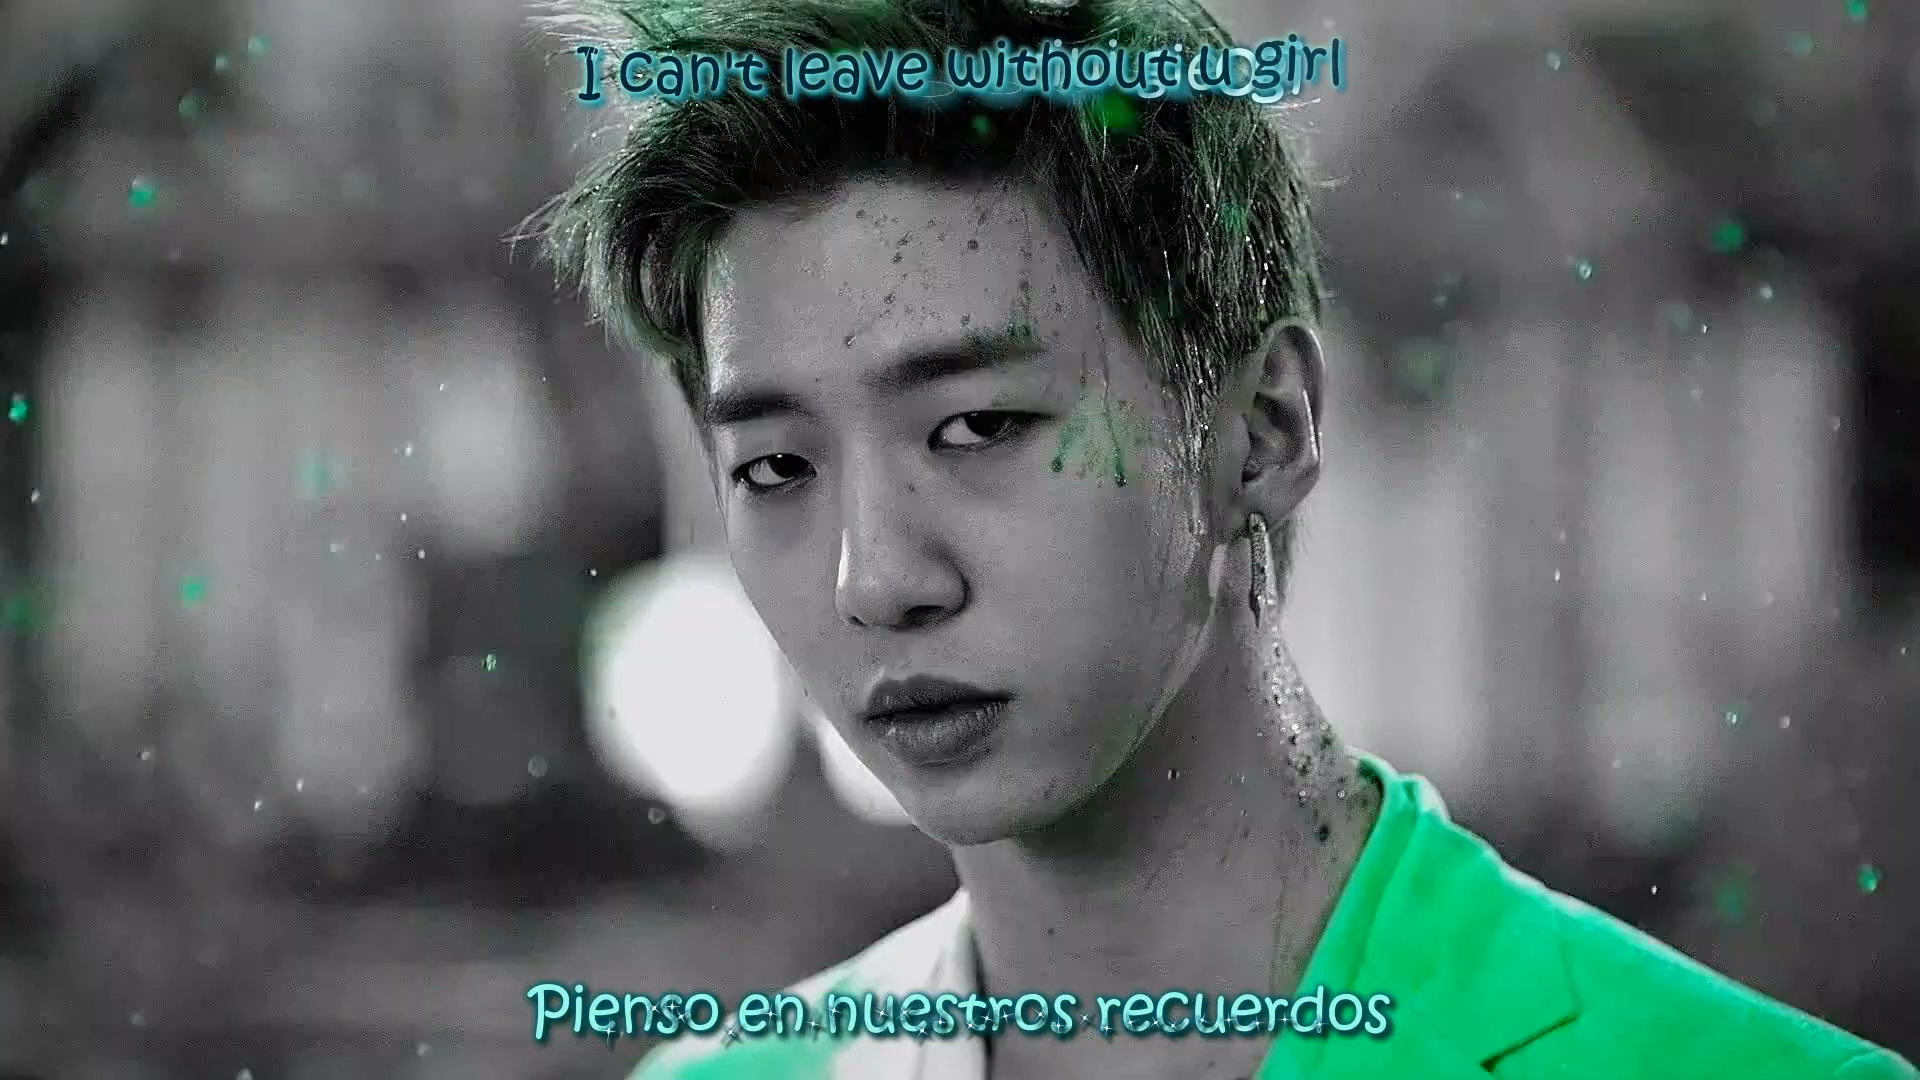 I can't leave without u girl
Pienso en nuestros recuerdos